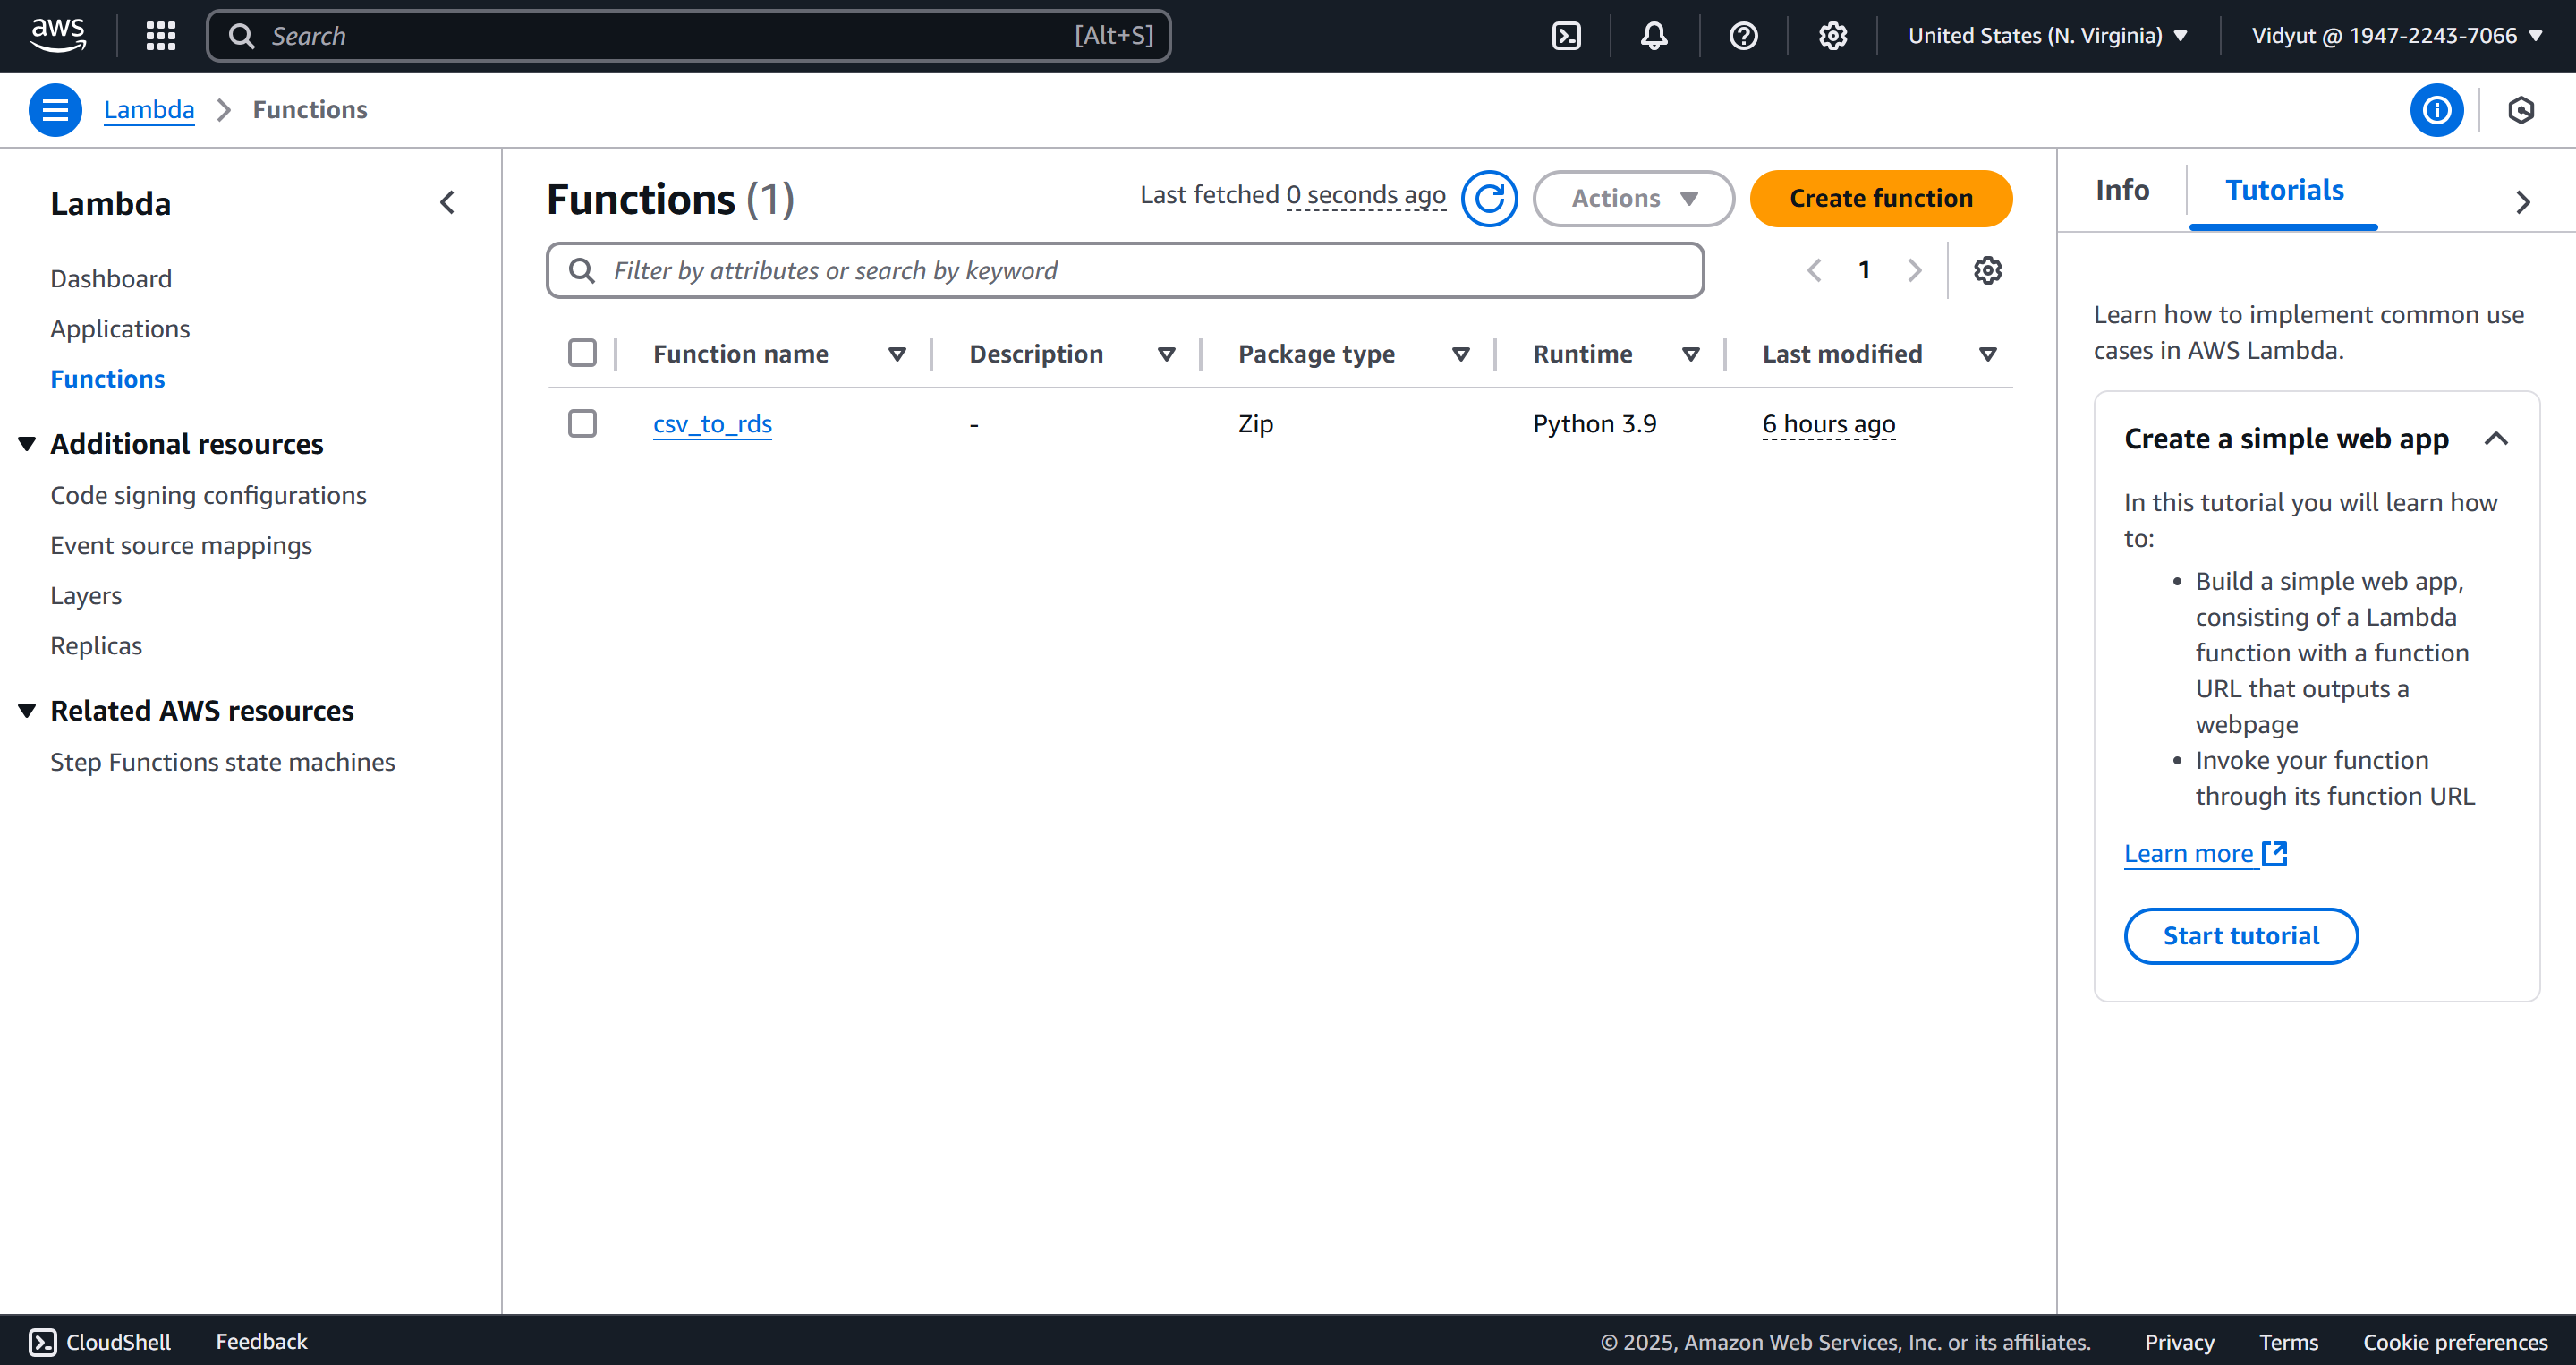 aws
Search [Alt+S]
United States (N. Virginia)
Vidyut @ 1947-2243-7066
Lambda
Functions
Lambda
Dashboard
Applications
Functions
Additional resources
Code signing configurations
Event source mappings
Layers
Replicas
Related AWS resources
Step Functions state machines
Functions (1)
Last fetched 0 seconds ago
Actions
Create function
Filter by attributes or search by keyword
1
Function name Description Package type Runtime Last modified
csv_to_rds - Zip Python 3.9 6 hours ago
Info
Tutorials
Learn how to implement common use
cases in AWS Lambda.
Create a simple web app
In this tutorial you will learn how
to:
• Build a simple web app,
consisting of a Lambda
function with a function
URL that outputs a
webpage
• Invoke your function
through its function URL
Learn more
Start tutorial
CloudShell
Feedback
© 2025, Amazon Web Services, Inc. or its affiliates.
Privacy
Terms
Cookie preferences